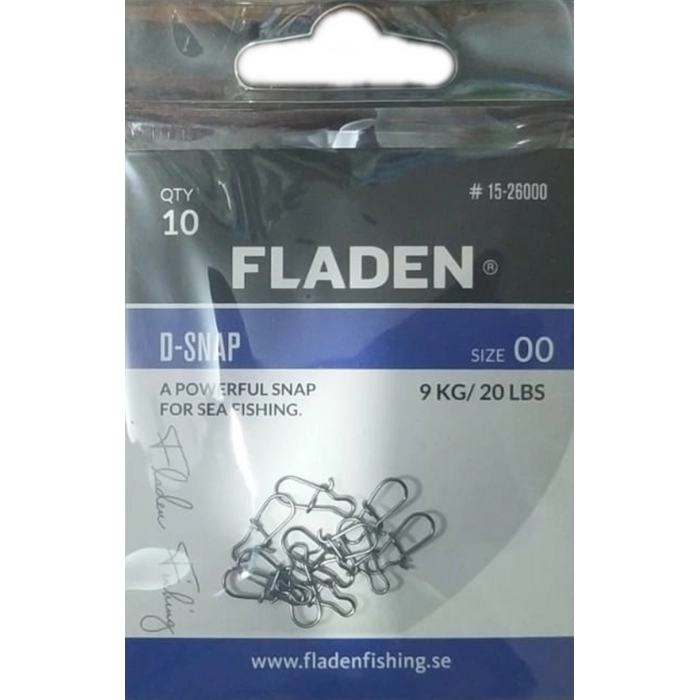 QTY
10
# 15-26000
FLADEN®
D-SNAP
SIZE 00
A POWERFUL SNAP
FOR SEA FISHING.
9 KG/ 20 LBS
Fladen Fishing
www.fladenfishing.se